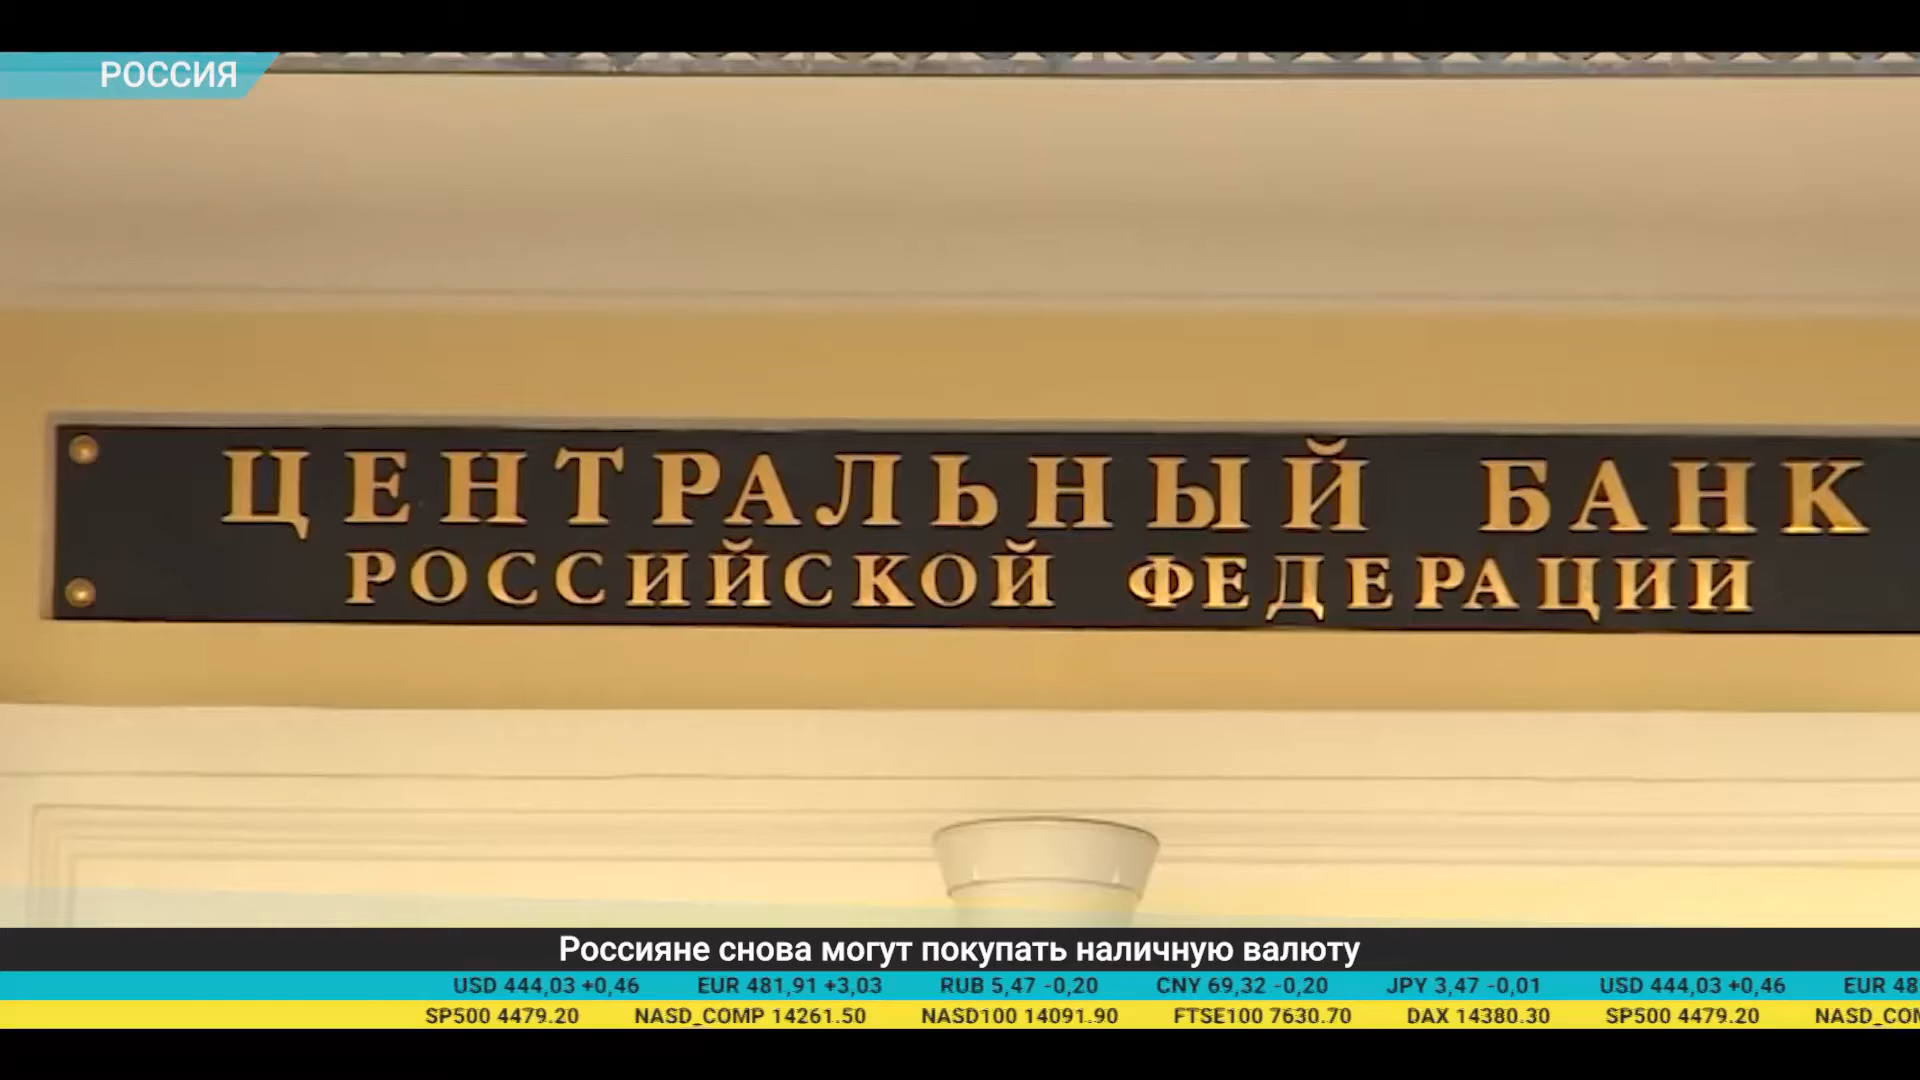 РОССИЯ
ЦЕНТРАЛЬНЫЙ БАНК
РОССИЙСКОЙ ФЕДЕРАЦИИ
Россияне снова могут покупать наличную валюту
USD 444,03 +0,46 EUR 481,91 +3,03 RUB 5,47 -0,20 CNY 69,32 -0,20 JPY 3,47 -0,01 USD 444,03 +0,46 EUR 48
SP500 4479.20 NASD_COMP 14261.50 NASD100 14091.90 FTSE100 7630.70 DAX 14380.30 SP500 4479.20 NASD_COM